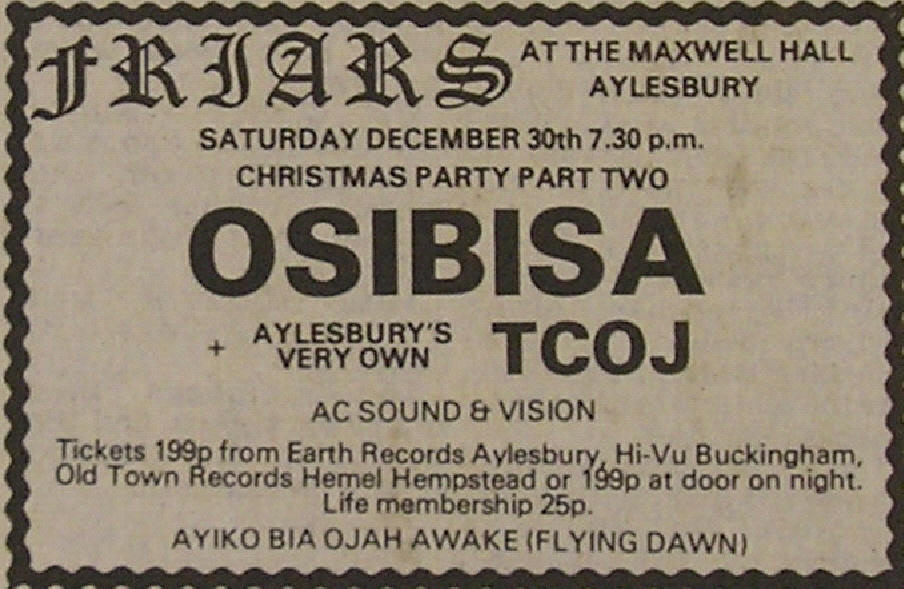 FRIARS AT THE MAXWELL HALL
AYLESBURY
SATURDAY DECEMBER 30th 7.30 p.m.
CHRISTMAS PARTY PART TWO
OSIBISA
+ AYLESBURY'S
VERY OWN TCOJ
AC SOUND & VISION
Tickets 199p from Earth Records Aylesbury, Hi-Vu Buckingham,
Old Town Records Hemel Hempstead or 199p at door on night.
Life membership 25p.
AYIKO BIA OJAH AWAKE (FLYING DAWN)